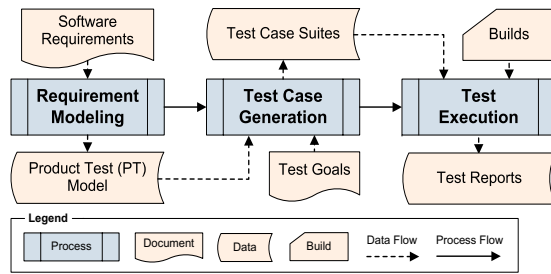 Software
Requirements
Test Case Suites
Builds
Requirement
Modeling
Test Case
Generation
Test
Execution
Product Test (PT)
Model
Test Goals
Test Reports
Legend
Process
Document
Data
Build
Data Flow
Process Flow